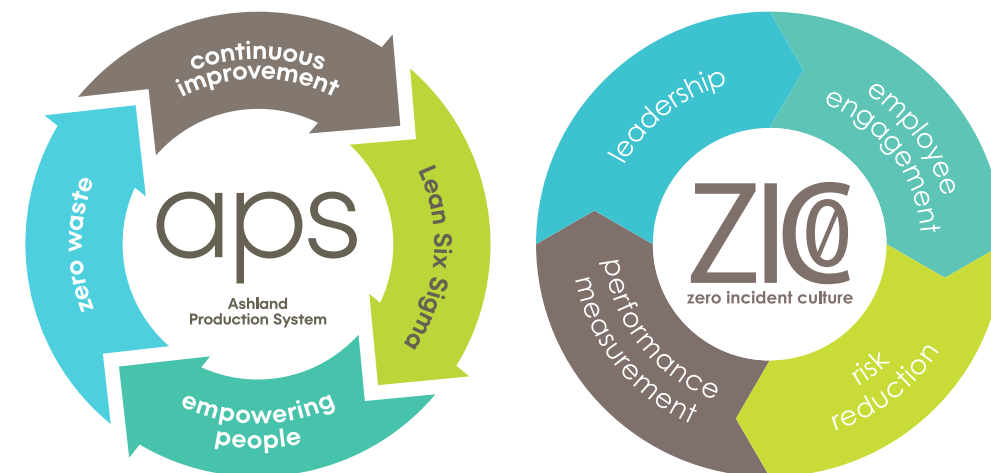 continuous
improvement
Lean Six Sigma
empowering
people
zero waste
aps
Ashland
Production System
leadership
employee
engagement
risk
reduction
performance
measurement
ZIC0
zero incident culture